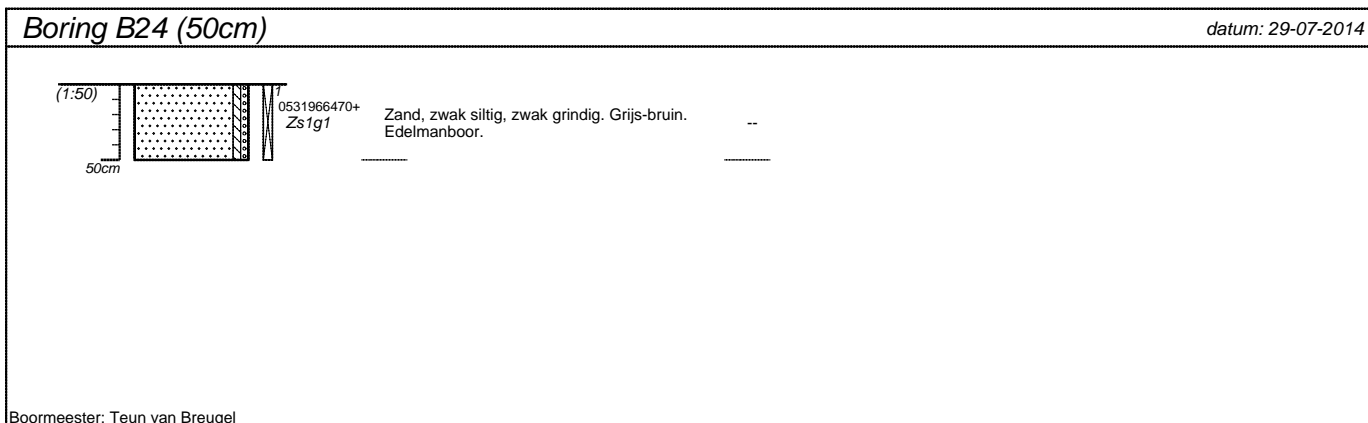 Boring B24 (50cm)
datum: 29-07-2014
(1:50)
1
0531966470+
Zs1g1
Zand, zwak siltig, zwak grindig. Grijs-bruin.
Edelmanboor.
--
50cm
Boormeester: Teun van Breugel